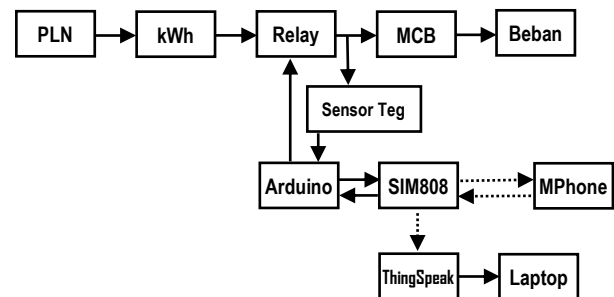 PLN
kWh
Relay
MCB
Beban
Sensor Teg
Arduino
SIM808
MPhone
ThingSpeak
Laptop